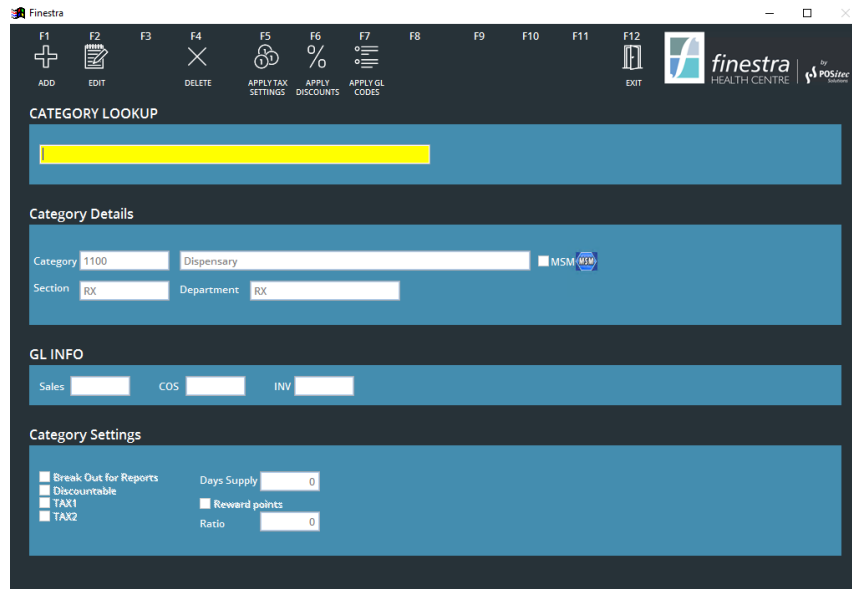 Finestra
F1 F2 F3 F4 F5 F6 F7 F8 F9 F10 F11 F12
ADD EDIT DELETE APPLY TAX SETTINGS APPLY DISCOUNTS APPLY GL CODES EXIT
finestra
HEALTH CENTRE
by
POSitec
Solutions
CATEGORY LOOKUP
Category Details
Category 1100 Dispensary MSM MSM
Section RX Department RX
GL INFO
Sales COS INV
Category Settings
Break Out for Reports Days Supply 0
Discountable
TAX1 Reward points
TAX2 Ratio 0